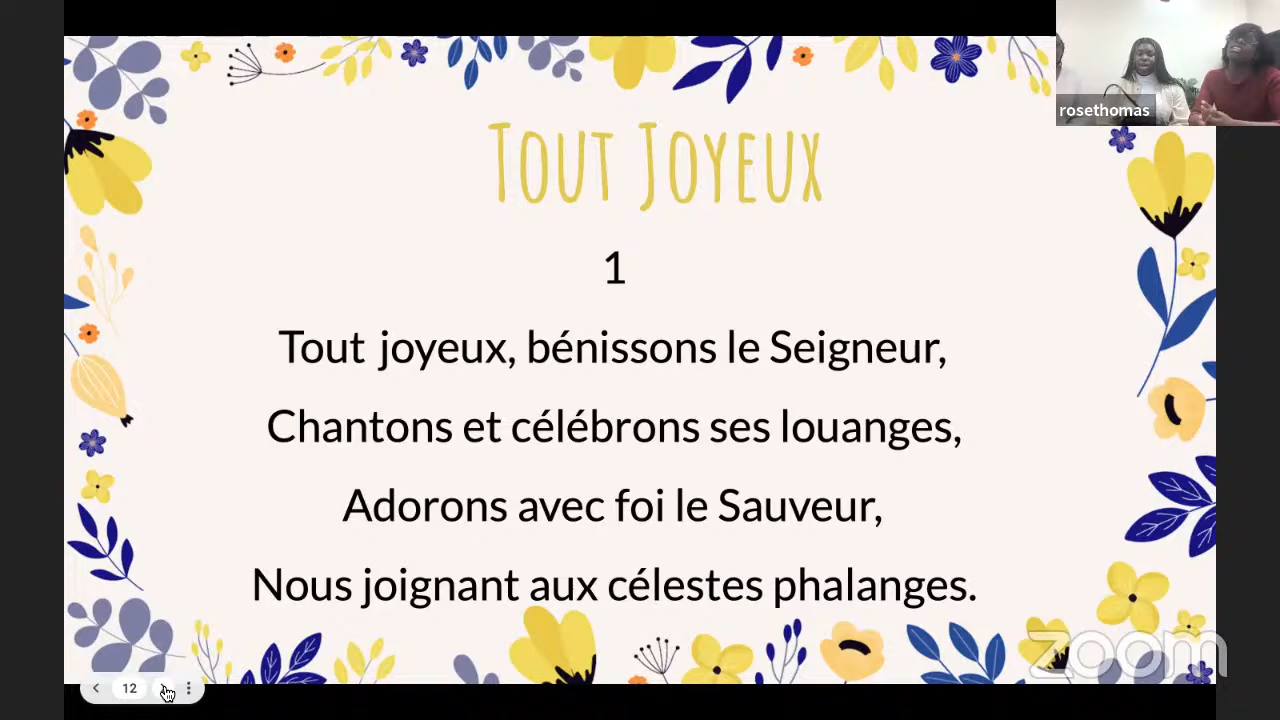 rosethomas
Tout Joyeux
1
Tout joyeux, bénissons le Seigneur,
Chantons et célébrons ses louanges,
Adorons avec foi le Sauveur,
Nous joignant aux célestes phalanges.
zoom
12